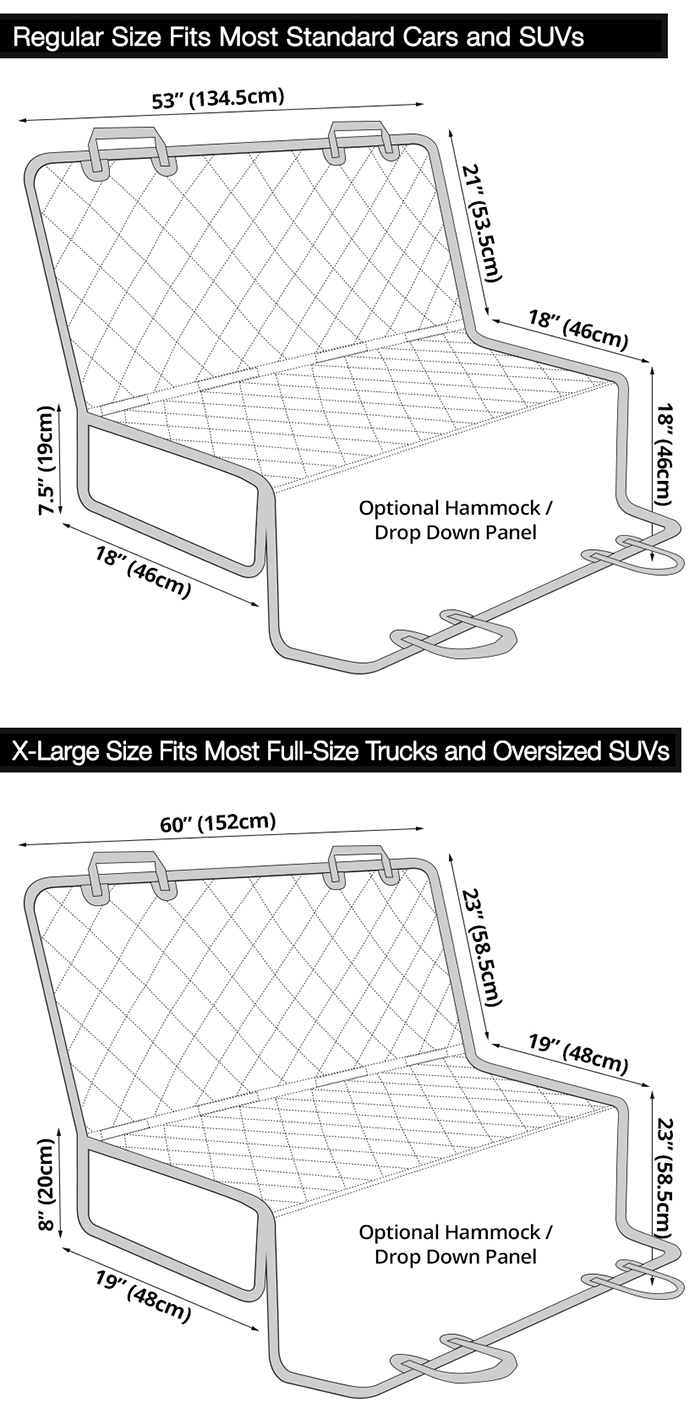 Regular Size Fits Most Standard Cars and SUVs
53” (134.5cm)
21” (53.5cm)
18” (46cm)
18” (46cm)
7.5” (19cm)
18” (46cm)
Optional Hammock /
Drop Down Panel
X-Large Size Fits Most Full-Size Trucks and Oversized SUVs
60” (152cm)
23” (58.5cm)
19” (48cm)
23” (58.5cm)
8” (20cm)
19” (48cm)
Optional Hammock /
Drop Down Panel